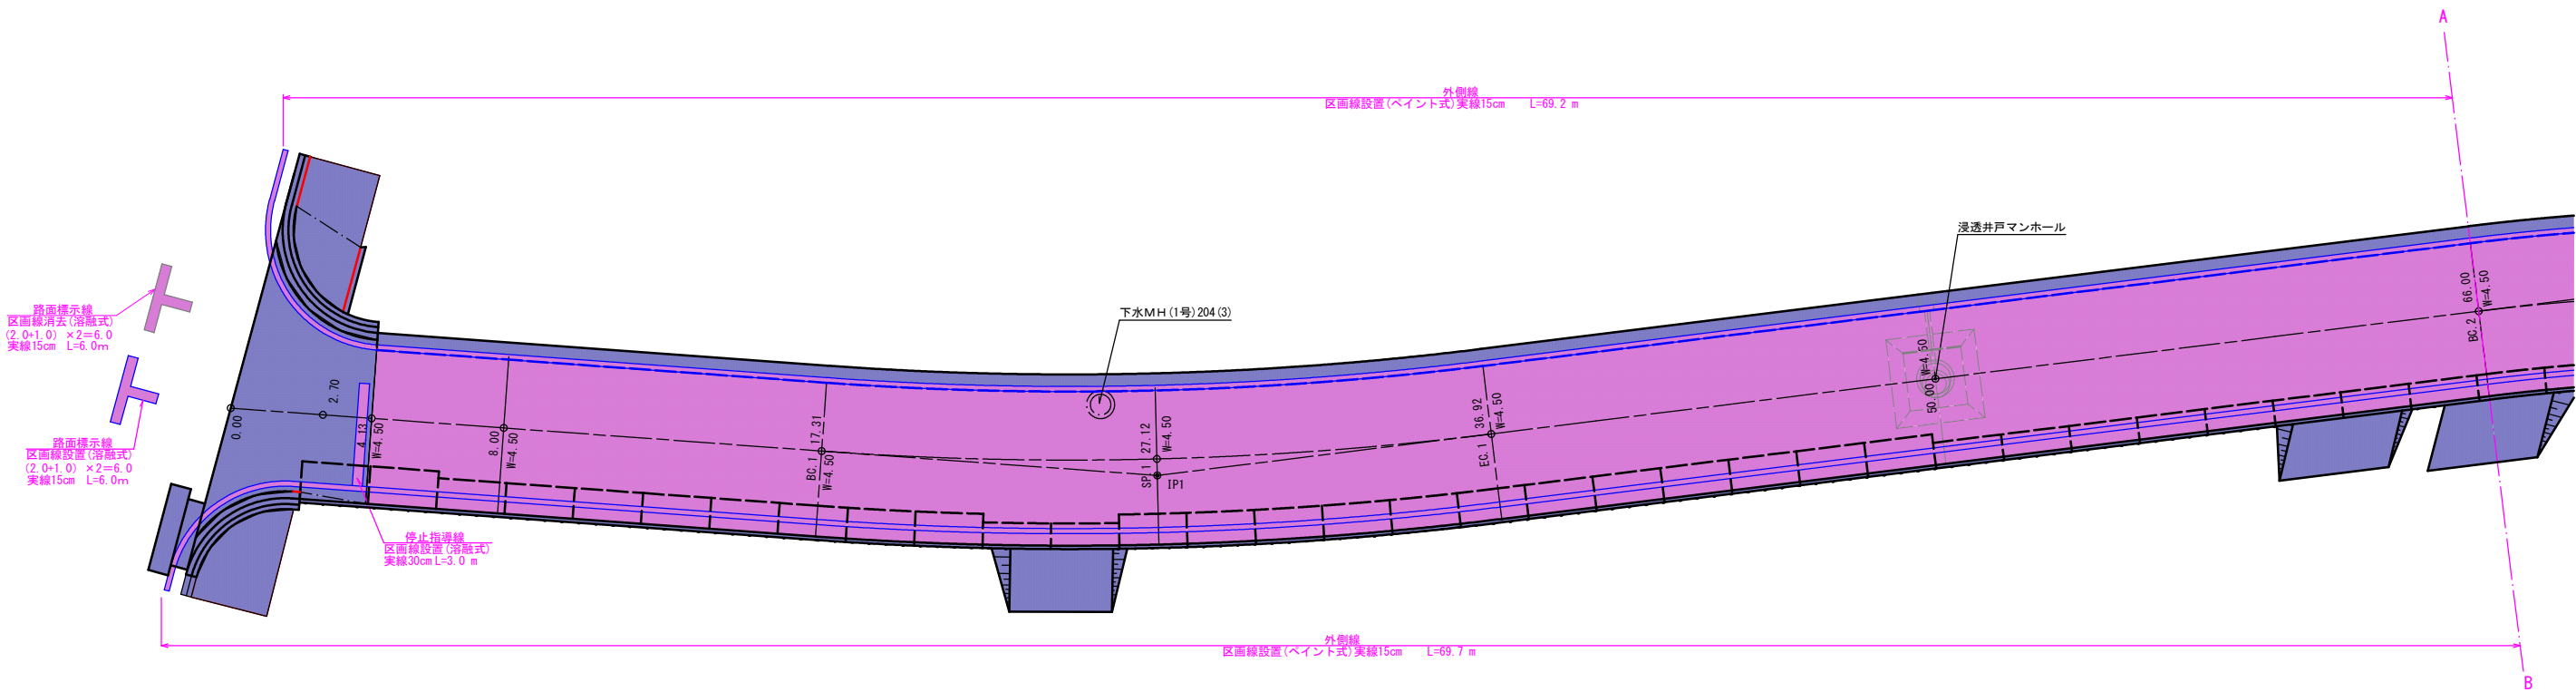 A
外側線
区画線設置(ペイント式)実線15cm L=69.2 m
浸透井戸マンホール
下水MH(1号)204(3)
路面標示線
区画線消去(溶融式)
(2.0+1.0) ×2=6.0
実線15cm L=6.0m
路面標示線
区画線設置(溶融式)
(2.0+1.0) ×2=6.0
実線15cm L=6.0m
0.00
2.70
4.13
W=4.50
8.00
W=4.50
BC.1 17.31
W=4.50
SP.1 27.12
W=4.50
IP1
EC.1 36.92
W=4.50
50.00
W=4.50
BC.2 66.00
W=4.50
停止指導線
区画線設置(溶融式)
実線30cm L=3.0 m
外側線
区画線設置(ペイント式)実線15cm L=69.7 m
B